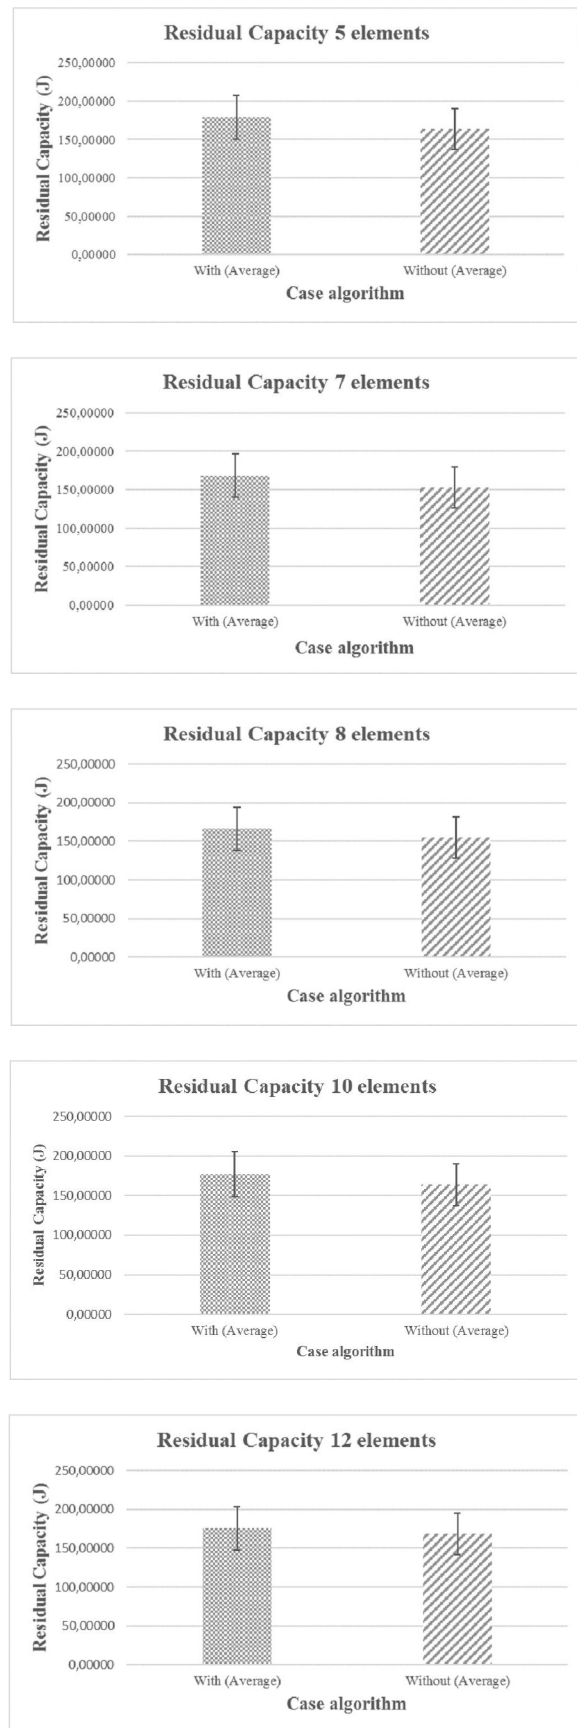 Residual Capacity 5 elements
250,00000
200,00000
150,00000
100,00000
50,00000
0,00000
Residual Capacity (J)
With (Average)
Without (Average)
Case algorithm
Residual Capacity 7 elements
250,00000
200,00000
150,00000
100,00000
50,00000
0,00000
Residual Capacity (J)
With (Average)
Without (Average)
Case algorithm
Residual Capacity 8 elements
250,00000
200,00000
150,00000
100,00000
50,00000
0,00000
Residual Capacity (J)
With (Average)
Without (Average)
Case algorithm
Residual Capacity 10 elements
250,00000
200,00000
150,00000
100,00000
50,00000
0,00000
Residual Capacity (J)
With (Average)
Without (Average)
Case algorithm
Residual Capacity 12 elements
250,00000
200,00000
150,00000
100,00000
50,00000
0,00000
Residual Capacity (J)
With (Average)
Without (Average)
Case algorithm